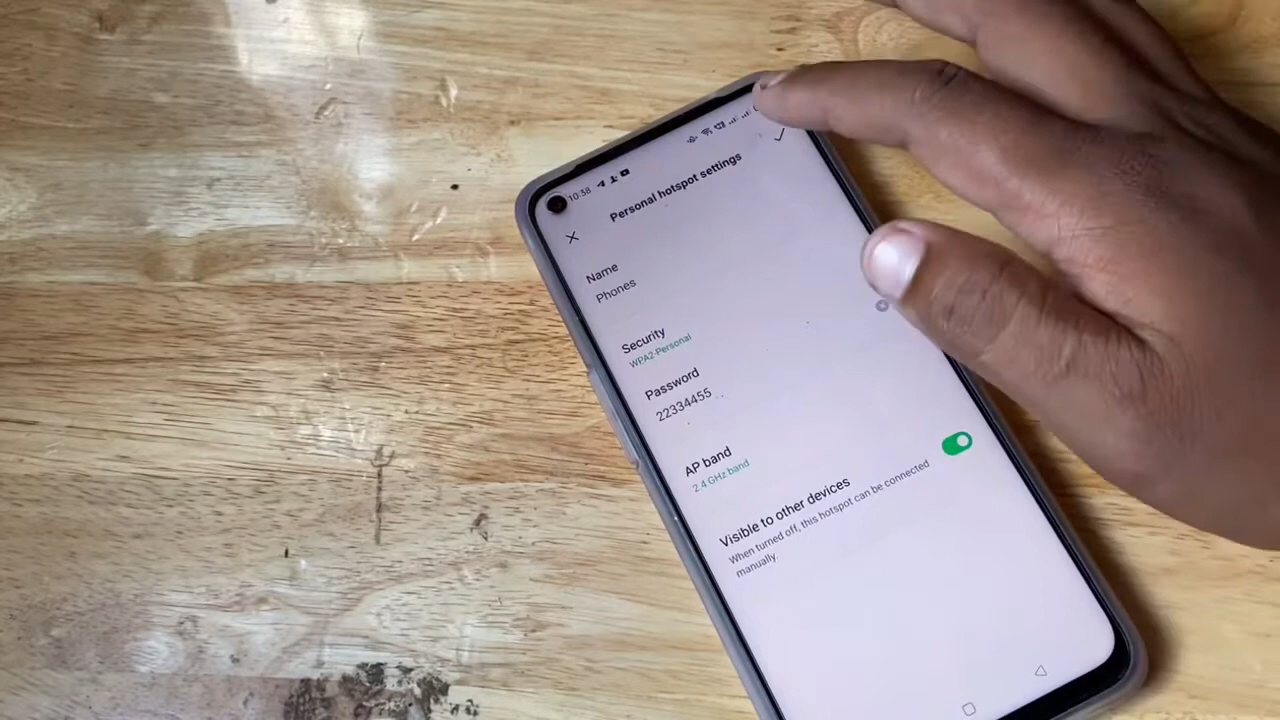 10:58
Personal hotspot settings
Name
Phones
Security
WPA2-Personal
Password
22334455
AP band
2.4 GHz band
Visible to other devices
When turned off, this hotspot can be connected
manually.